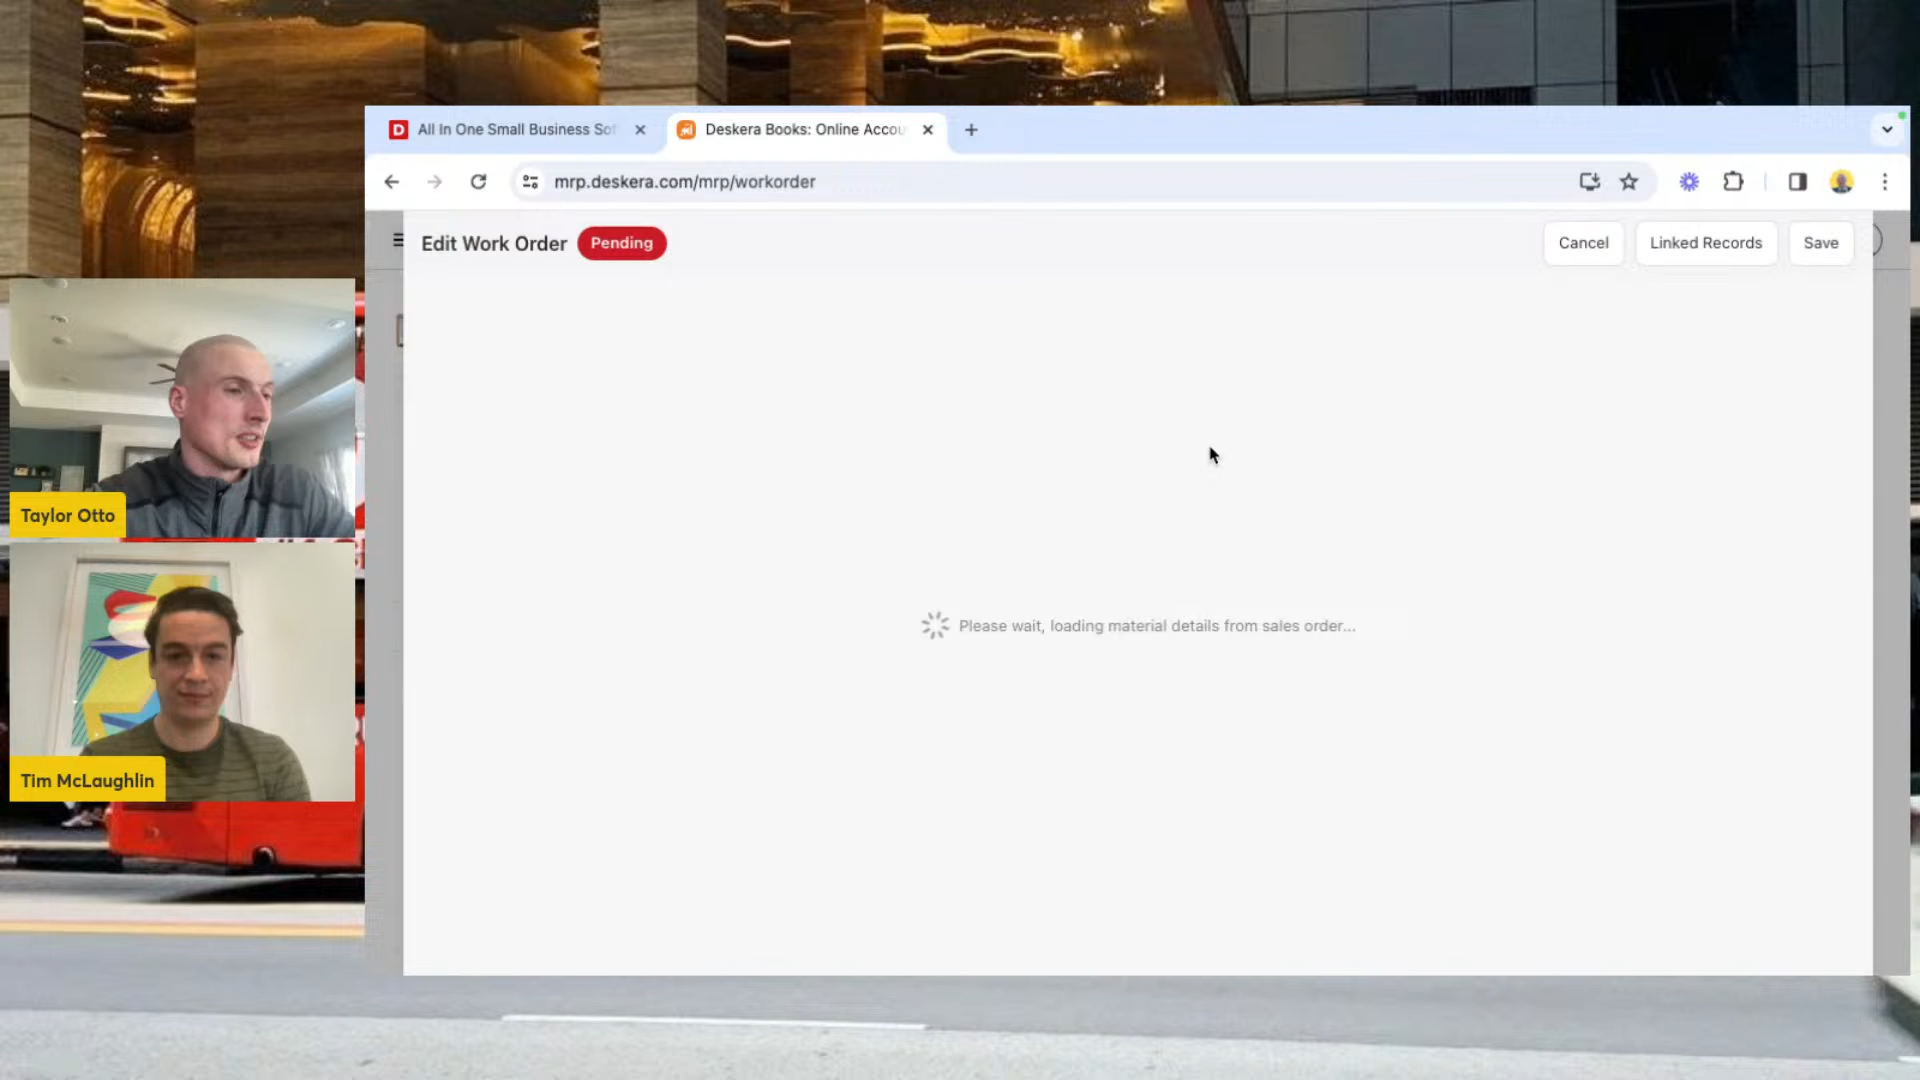 All In One Small Business Sof
Deskera Books: Online Accou
mrp.deskera.com/mrp/workorder
Edit Work Order
Pending
Cancel
Linked Records
Save
Taylor Otto
Tim McLaughlin
Please wait, loading material details from sales order...